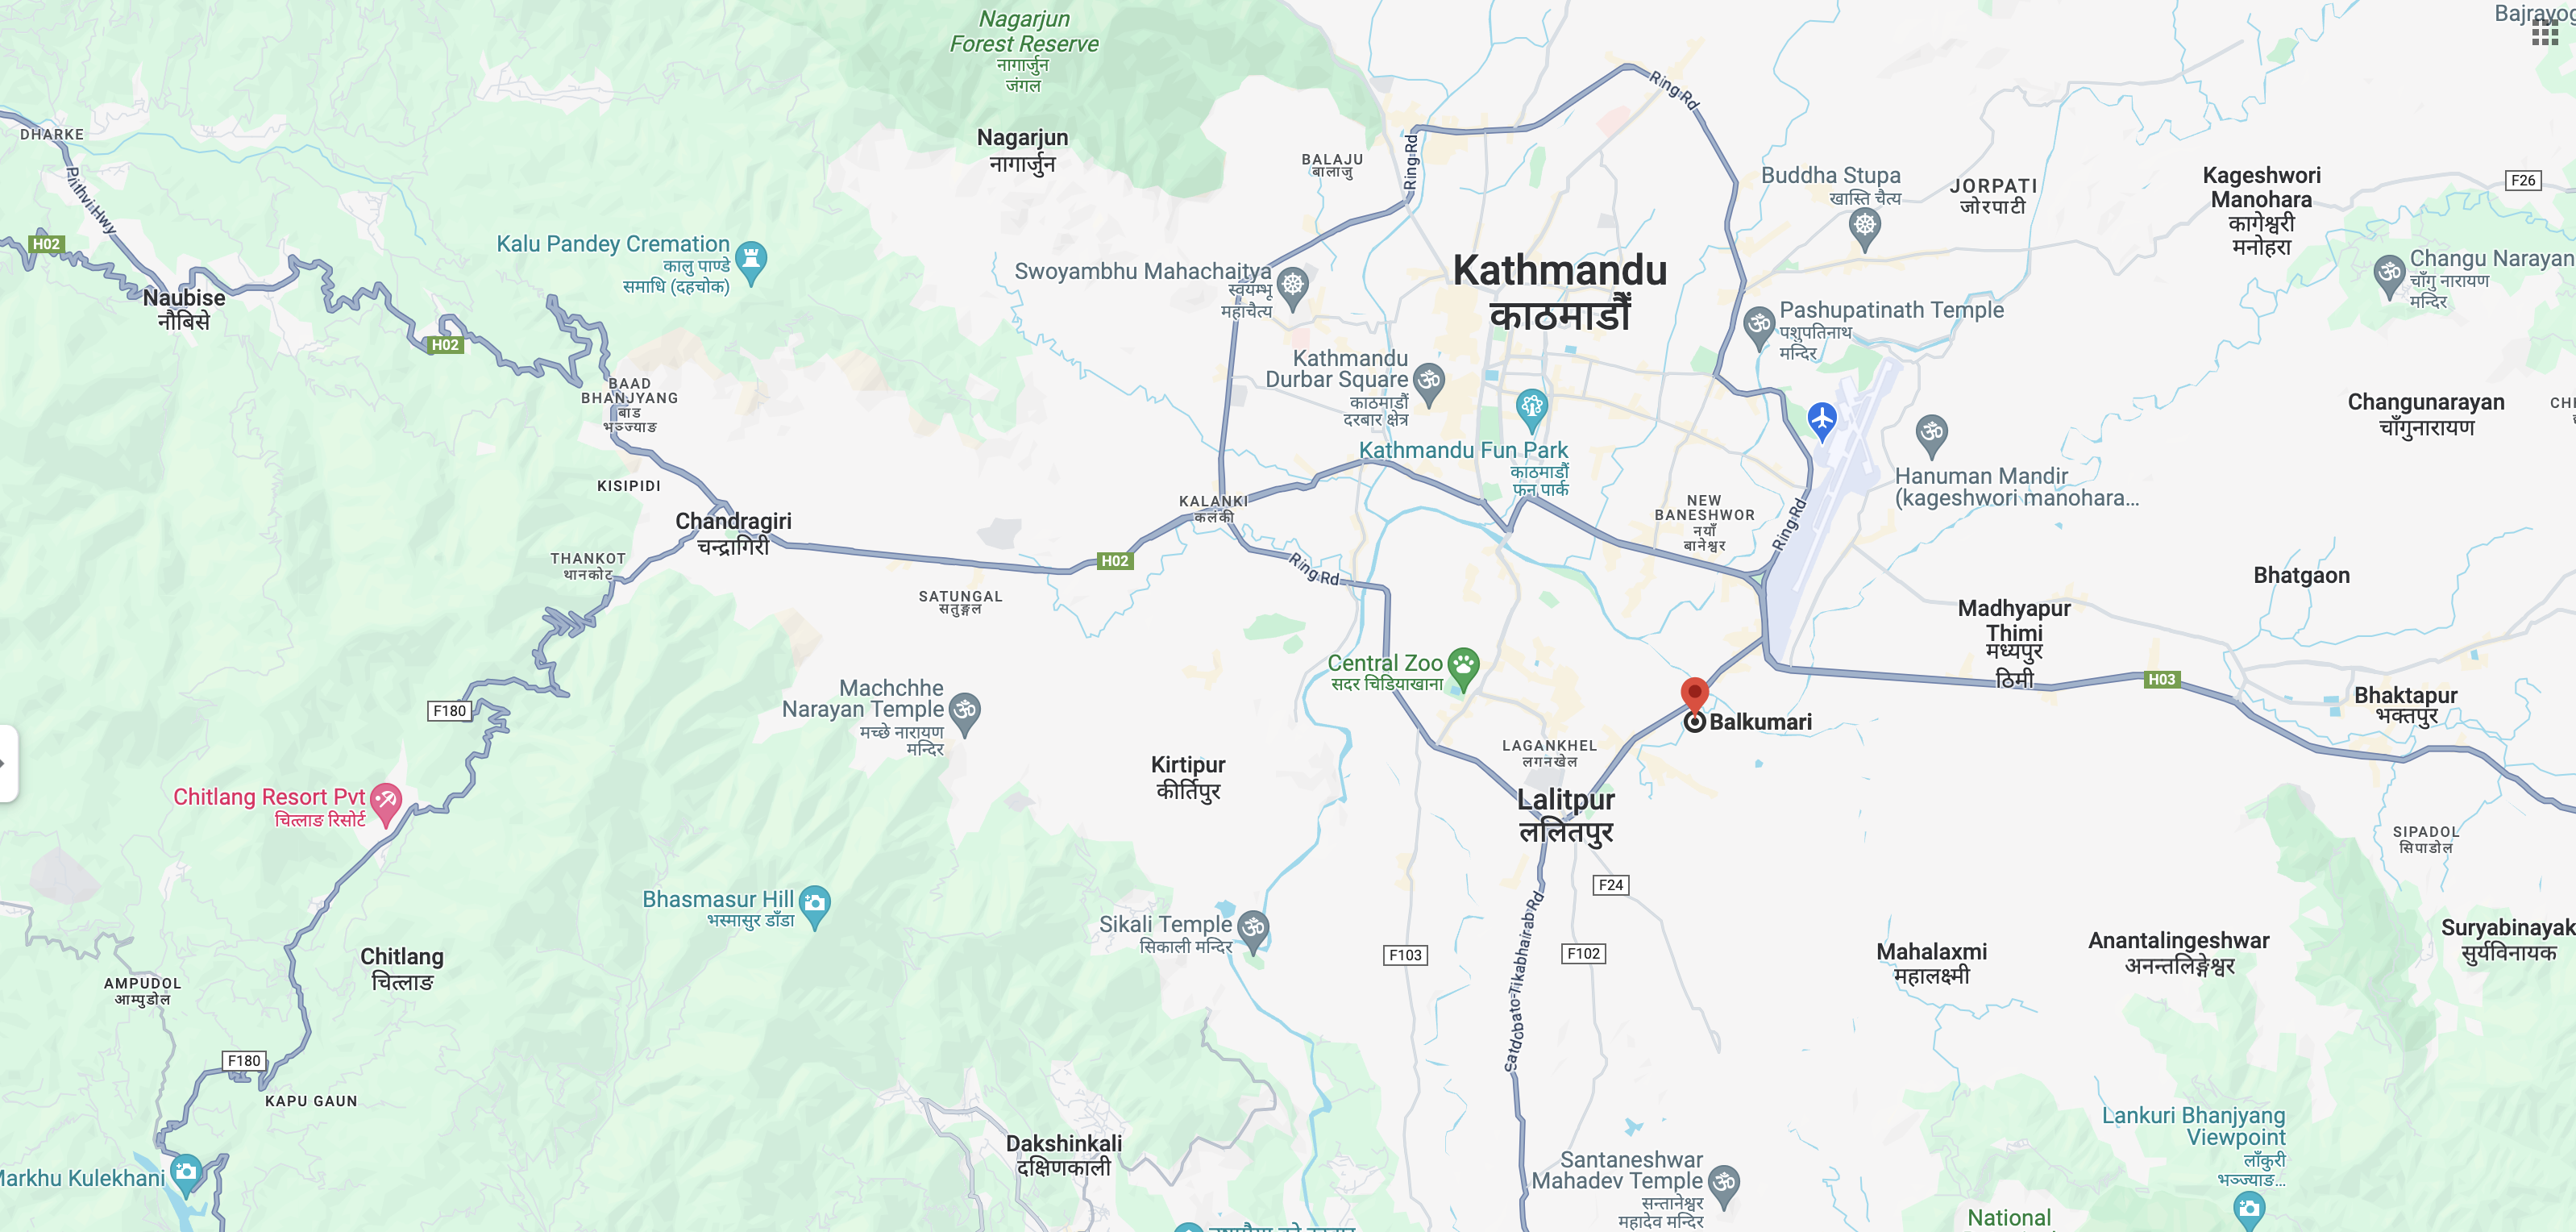 Nagarjun
Forest Reserve
नागार्जुन
जंगल
Ring Rd
DHARKE
Nagarjun
नागार्जुन
BALAJU
बालाजु
Ring Rd
Buddha Stupa
खास्ति चैत्य
JORPATI
जोरपाटी
Kageshwori
Manohara
कागेश्वरी
मनोहरा
F26
Prithvi Hwy
H02
Kalu Pandey Cremation
कालु पाण्डे
समाधि (दहचोक)
Swoyambhu Mahachaitya
स्वयम्भू
महाचैत्य
Kathmandu
काठमाडौं
Changu Narayan
चाँगु नारायण
मन्दिर
Naubise
नौबिसे
Pashupatinath Temple
पशुपतिनाथ
मन्दिर
H02
Kathmandu
Durbar Square
काठमाडौं
दरबार क्षेत्र
BAAD
BHANJYANG
बाड
भञ्ज्याङ
Changunarayan
चाँगुनारायण
Kathmandu Fun Park
काठमाडौं
फन पार्क
Hanuman Mandir
(kageshwori manohara...
KISIPIDI
KALANKI
कलंकी
NEW
BANESHWOR
नयाँ
बानेश्वर
Ring Rd
Chandragiri
चन्द्रागिरी
THANKOT
थानकोट
H02
Ring Rd
Bhatgaon
SATUNGAL
सतुङ्गल
Madhyapur
Thimi
मध्यपुर
ठिमी
Central Zoo
सदर चिडियाखाना
H03
Machchhe
Narayan Temple
मच्छे नारायण
मन्दिर
F180
Balkumari
Bhaktapur
भक्तपुर
LAGANKHEL
लगनखेल
Kirtipur
कीर्तिपुर
Chitlang Resort Pvt
चित्लाङ रिसोर्ट
Lalitpur
ललितपुर
SIPADOL
सिपाडोल
Bhasmasur Hill
भस्मासुर डाँडा
F24
Sikali Temple
सिकाली मन्दिर
Satdobato-Tikabhairab Rd
F103
F102
Mahalaxmi
महालक्ष्मी
Anantalingeshwar
अनन्तलिङ्गेश्वर
Suryabinayak
सुर्यविनायक
Chitlang
चित्लाङ
AMPUDOL
आम्पुडोल
F180
KAPU GAUN
Dakshinkali
दक्षिणकाली
Lankuri Bhanjyang
Viewpoint
लाँकुरी
भञ्ज्याङ...
Markhu Kulekhani
Santaneshwar
Mahadev Temple
सन्तानेश्वर
महादेव मन्दिर
National